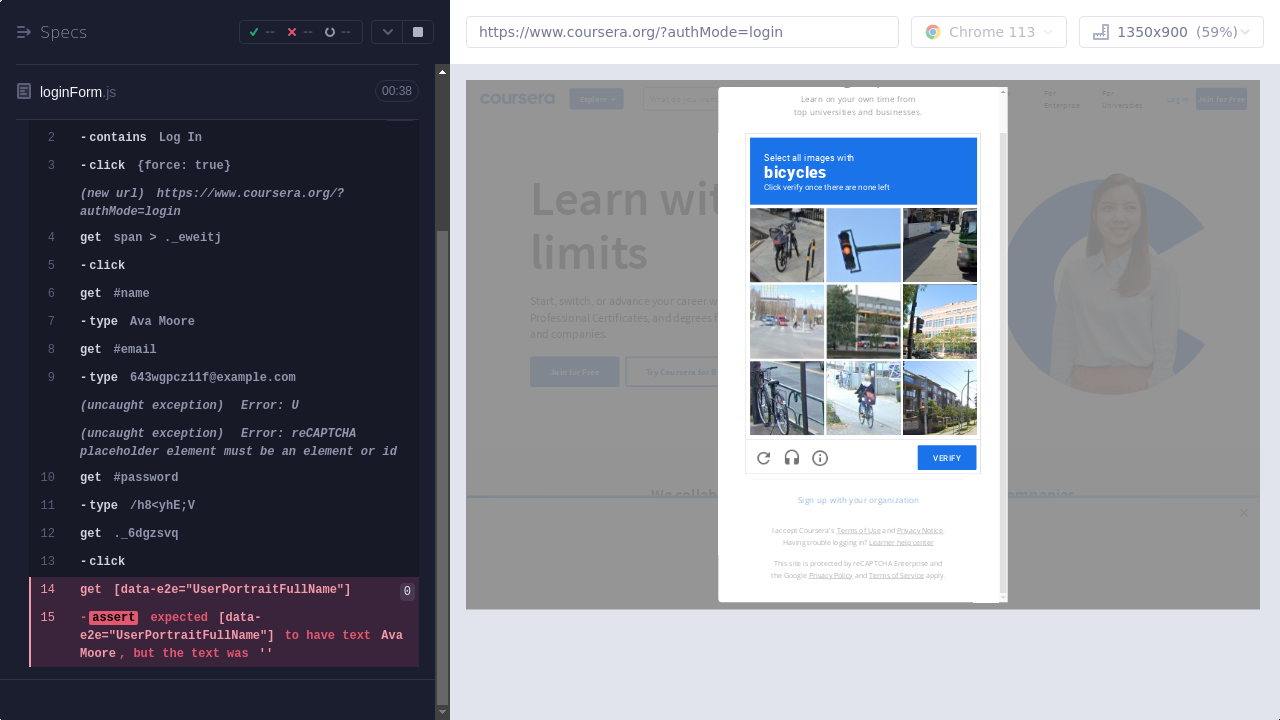 Specs
--
--
--
loginForm.js
00:38
2 -contains Log In
3 -click {force: true}
(new url) https://www.coursera.org/?
authMode=login
4 get span > ._eweitj
5 -click
6 get #name
7 -type Ava Moore
8 get #email
9 -type 643wgpcz11f@example.com
(uncaught exception) Error: U
(uncaught exception) Error: reCAPTCHA
placeholder element must be an element or id
10 get #password
11 -type /h8<vhE;V
12 get ._6dgzsvq
13 -click
14 get [data-e2e="UserPortraitFullName"] 0
15 -assert expected [data-
e2e="UserPortraitFullName"] to have text Ava
Moore, but the text was ''
https://www.coursera.org/?authMode=login
Chrome 113
1350x900 (59%)
coursera
Explore
What do you want
For
Enterprise
For
universities
Log In
Join for Free
Learn wit
limits
Start, switch, or advance your career w
Professional Certificates, and degrees f
and companies.
Join for Free
Try Coursera for B
We collab
companies
Learn on your own time from
top universities and businesses.
Select all images with
bicycles
Click verify once there are none left
VERIFY
Sign up with your organization
I accept Coursera's Terms of Use and Privacy Notice.
Having trouble logging in? Learner help center
This site is protected by reCAPTCHA Enterprise and
the Google Privacy Policy and Terms of Service apply.